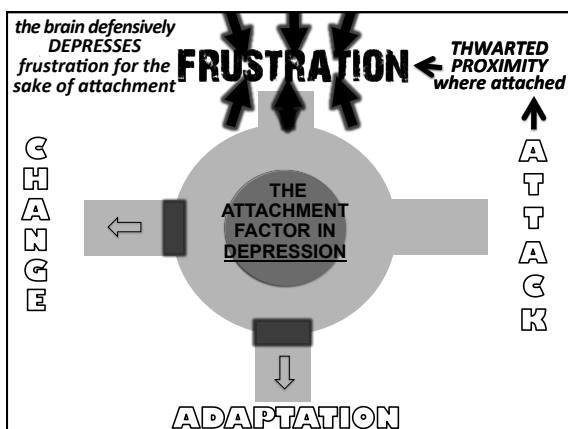 the brain defensively
DEPRESSES
frustration for the
sake of attachment
FRUSTRATION
THWARTED
PROXIMITY
where attached
CHANGE
THE
ATTACHMENT
FACTOR IN
DEPRESSION
ATTACK
ADAPTATION